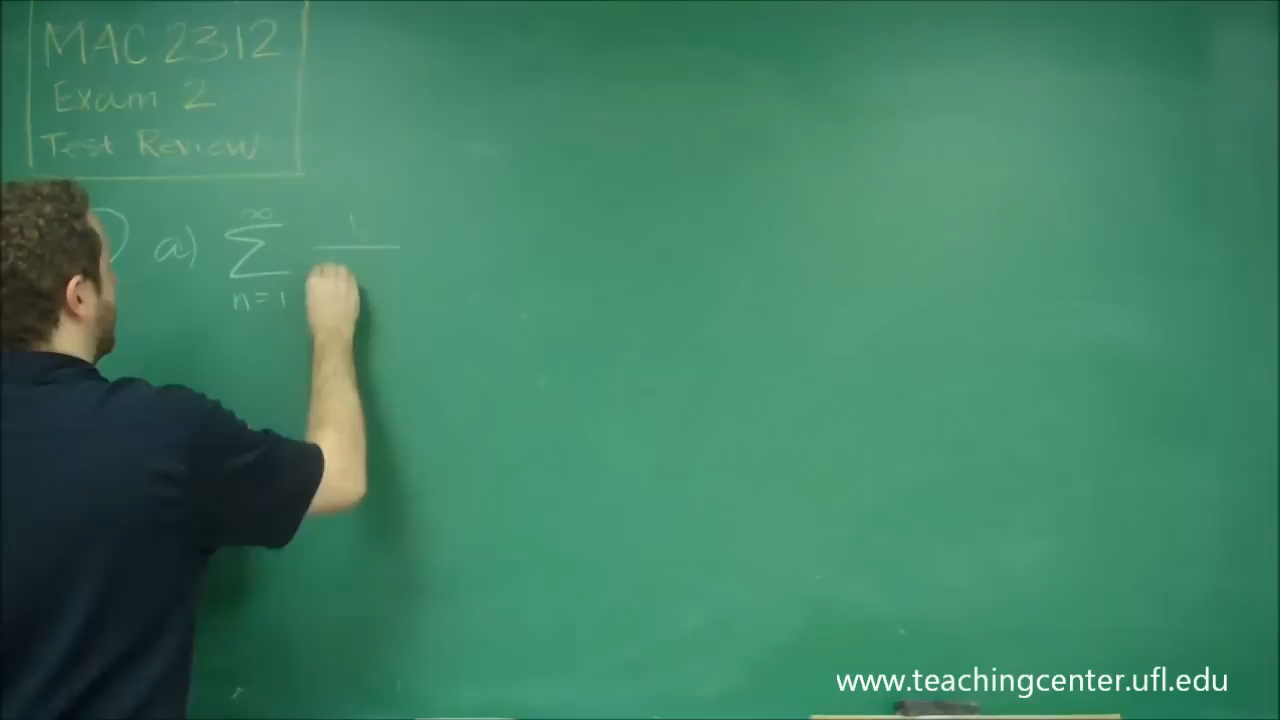 MAC 2312
Exam 2
Test Review
a) ∞ ∑ n=1 1
www.teachingcenter.ufl.edu